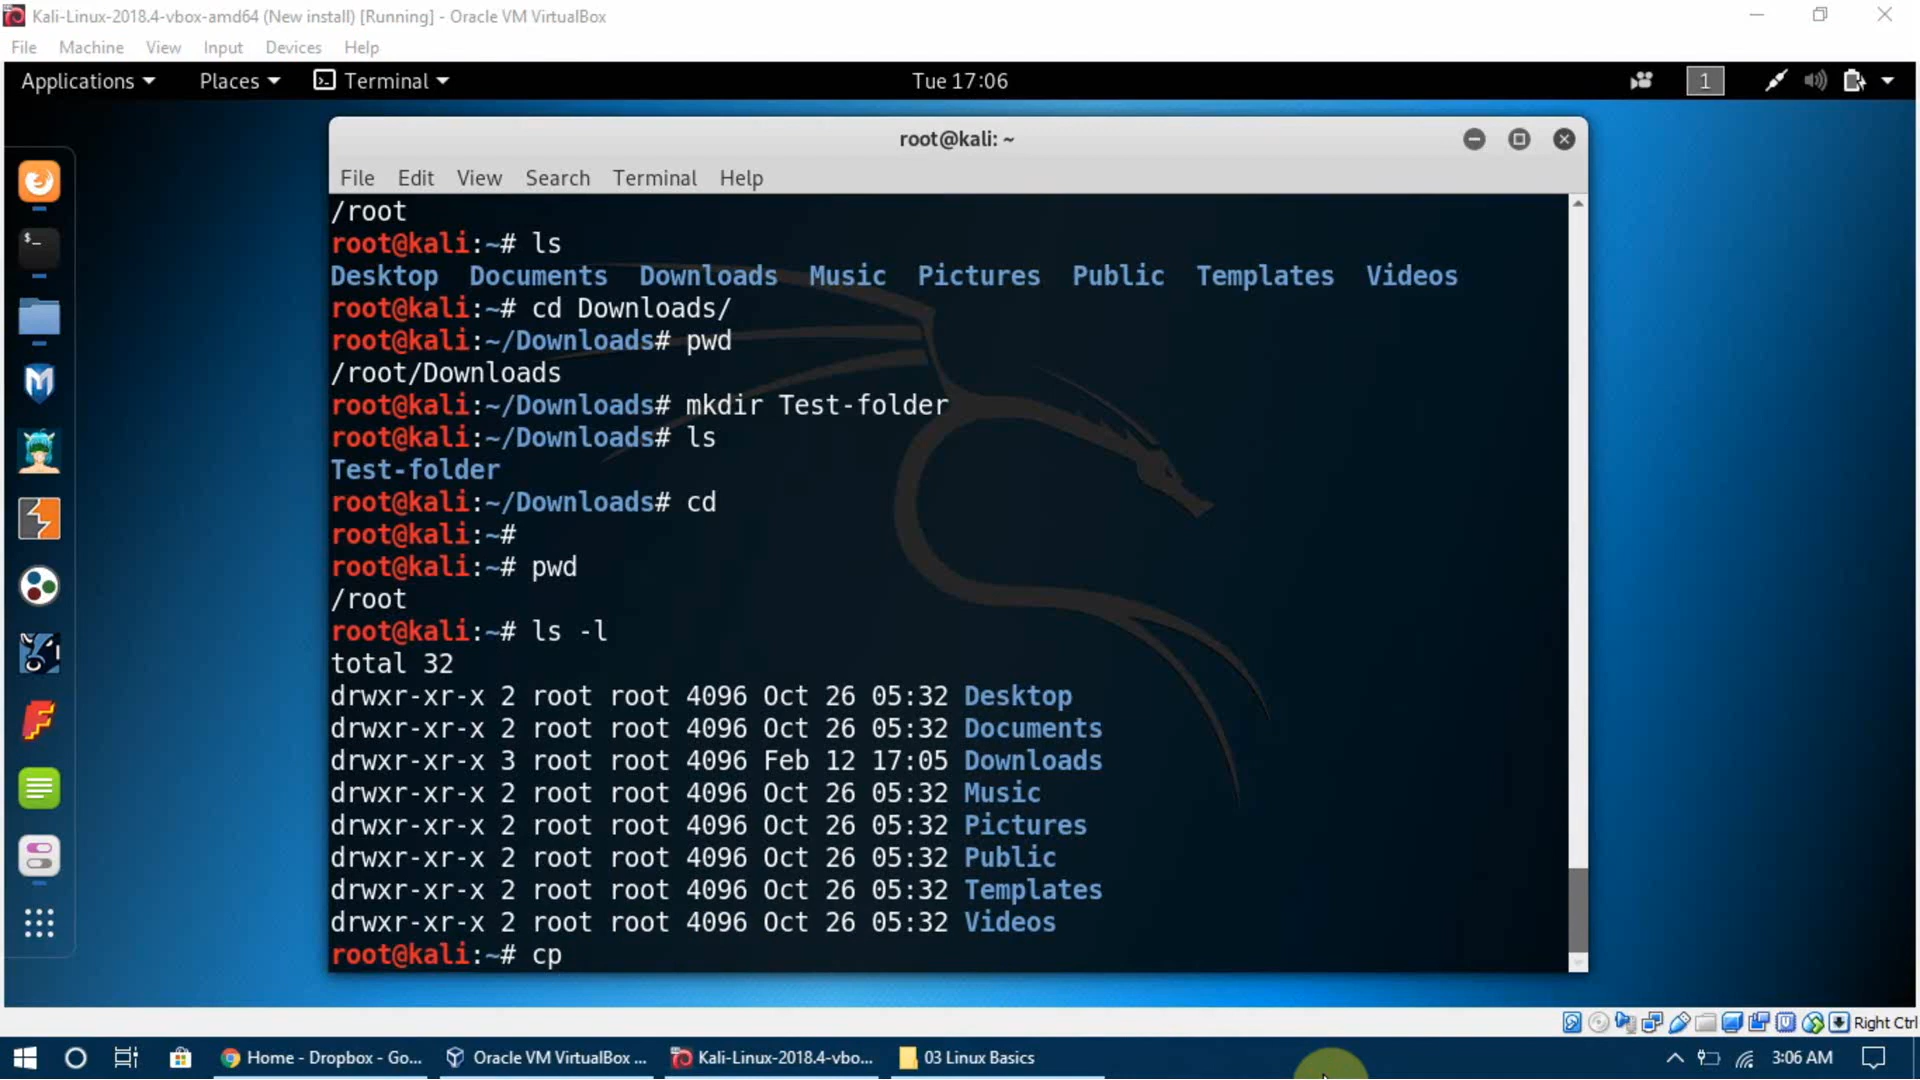 Kali-Linux-2018.4-vbox-amd64 (New install) [Running] - Oracle VM VirtualBox
File Machine View Input Devices Help
Applications Places Terminal Tue 17:06 1
root@kali: ~
File Edit View Search Terminal Help
/root
root@kali:~# ls
Desktop Documents Downloads Music Pictures Public Templates Videos
root@kali:~# cd Downloads/
root@kali:~/Downloads# pwd
/root/Downloads
root@kali:~/Downloads# mkdir Test-folder
root@kali:~/Downloads# ls
Test-folder
root@kali:~/Downloads# cd
root@kali:~#
root@kali:~# pwd
/root
root@kali:~# ls -l
total 32
drwxr-xr-x 2 root root 4096 Oct 26 05:32 Desktop
drwxr-xr-x 2 root root 4096 Oct 26 05:32 Documents
drwxr-xr-x 3 root root 4096 Feb 12 17:05 Downloads
drwxr-xr-x 2 root root 4096 Oct 26 05:32 Music
drwxr-xr-x 2 root root 4096 Oct 26 05:32 Pictures
drwxr-xr-x 2 root root 4096 Oct 26 05:32 Public
drwxr-xr-x 2 root root 4096 Oct 26 05:32 Templates
drwxr-xr-x 2 root root 4096 Oct 26 05:32 Videos
root@kali:~# cp
Right Ctrl
Home - Dropbox - Go... Oracle VM VirtualBox ... Kali-Linux-2018.4-vbo... 03 Linux Basics 3:06 AM